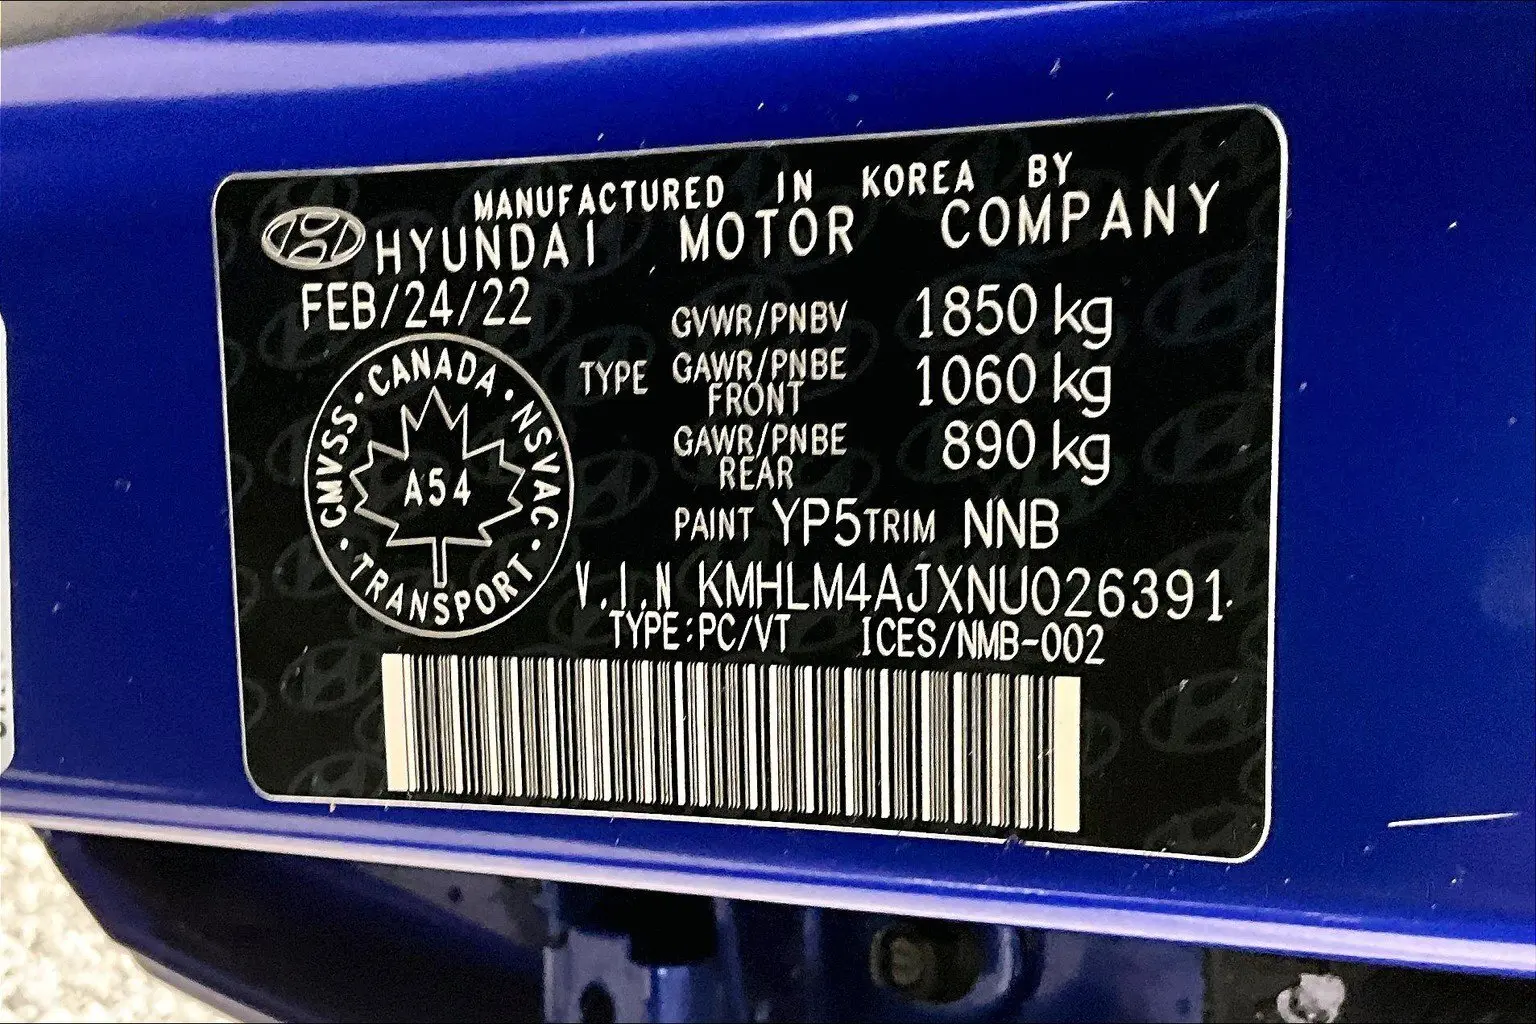 MANUFACTURED IN KOREA BY
HYUNDAI MOTOR COMPANY
FEB/24/22
GVWR/PNBV 1850 kg
TYPE GAWR/PNBE FRONT 1060 kg
GAWR/PNBE REAR 890 kg
CANADA · NSVAC · TRANSPORT · CMVSS ·
A54
PAINT YP5 TRIM NNB
V.I.N KMHLM4AJXNU026391
TYPE:PC/VT ICES/NMB-002